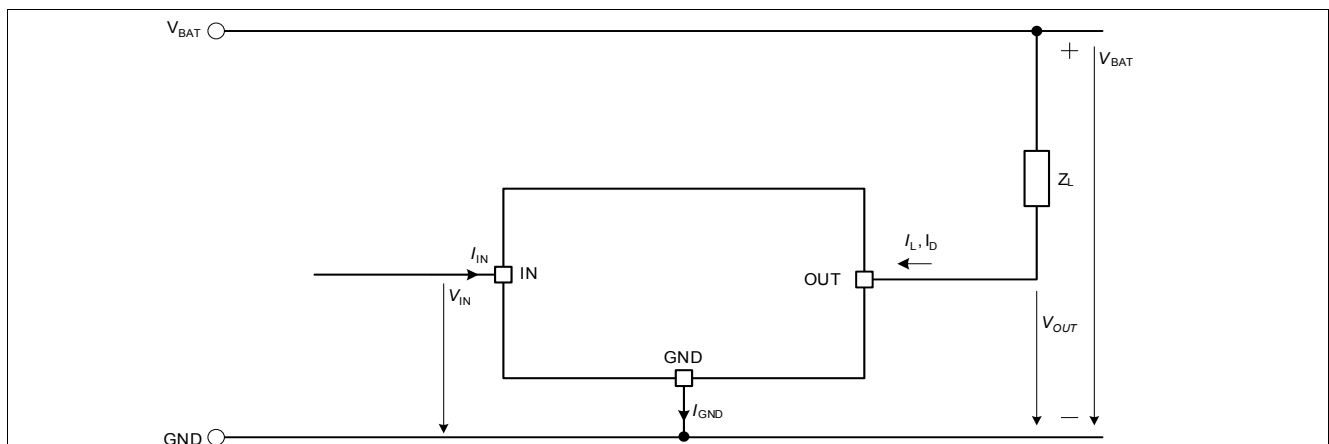 VBAT
+
VBAT
ZL
IL, ID
IIN
IN
OUT
VIN
VOUT
GND
IGND
−
GND